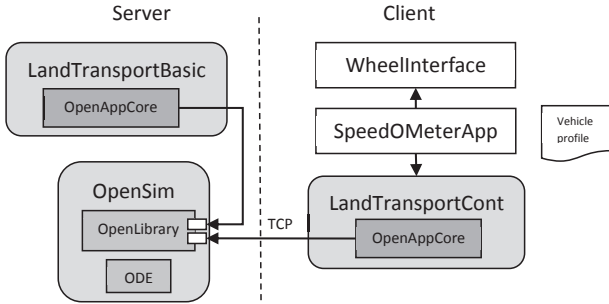 Server
Client
LandTransportBasic
OpenAppCore
WheelInterface
SpeedOMeterApp
Vehicle
profile
OpenSim
OpenLibrary
ODE
TCP
LandTransportCont
OpenAppCore